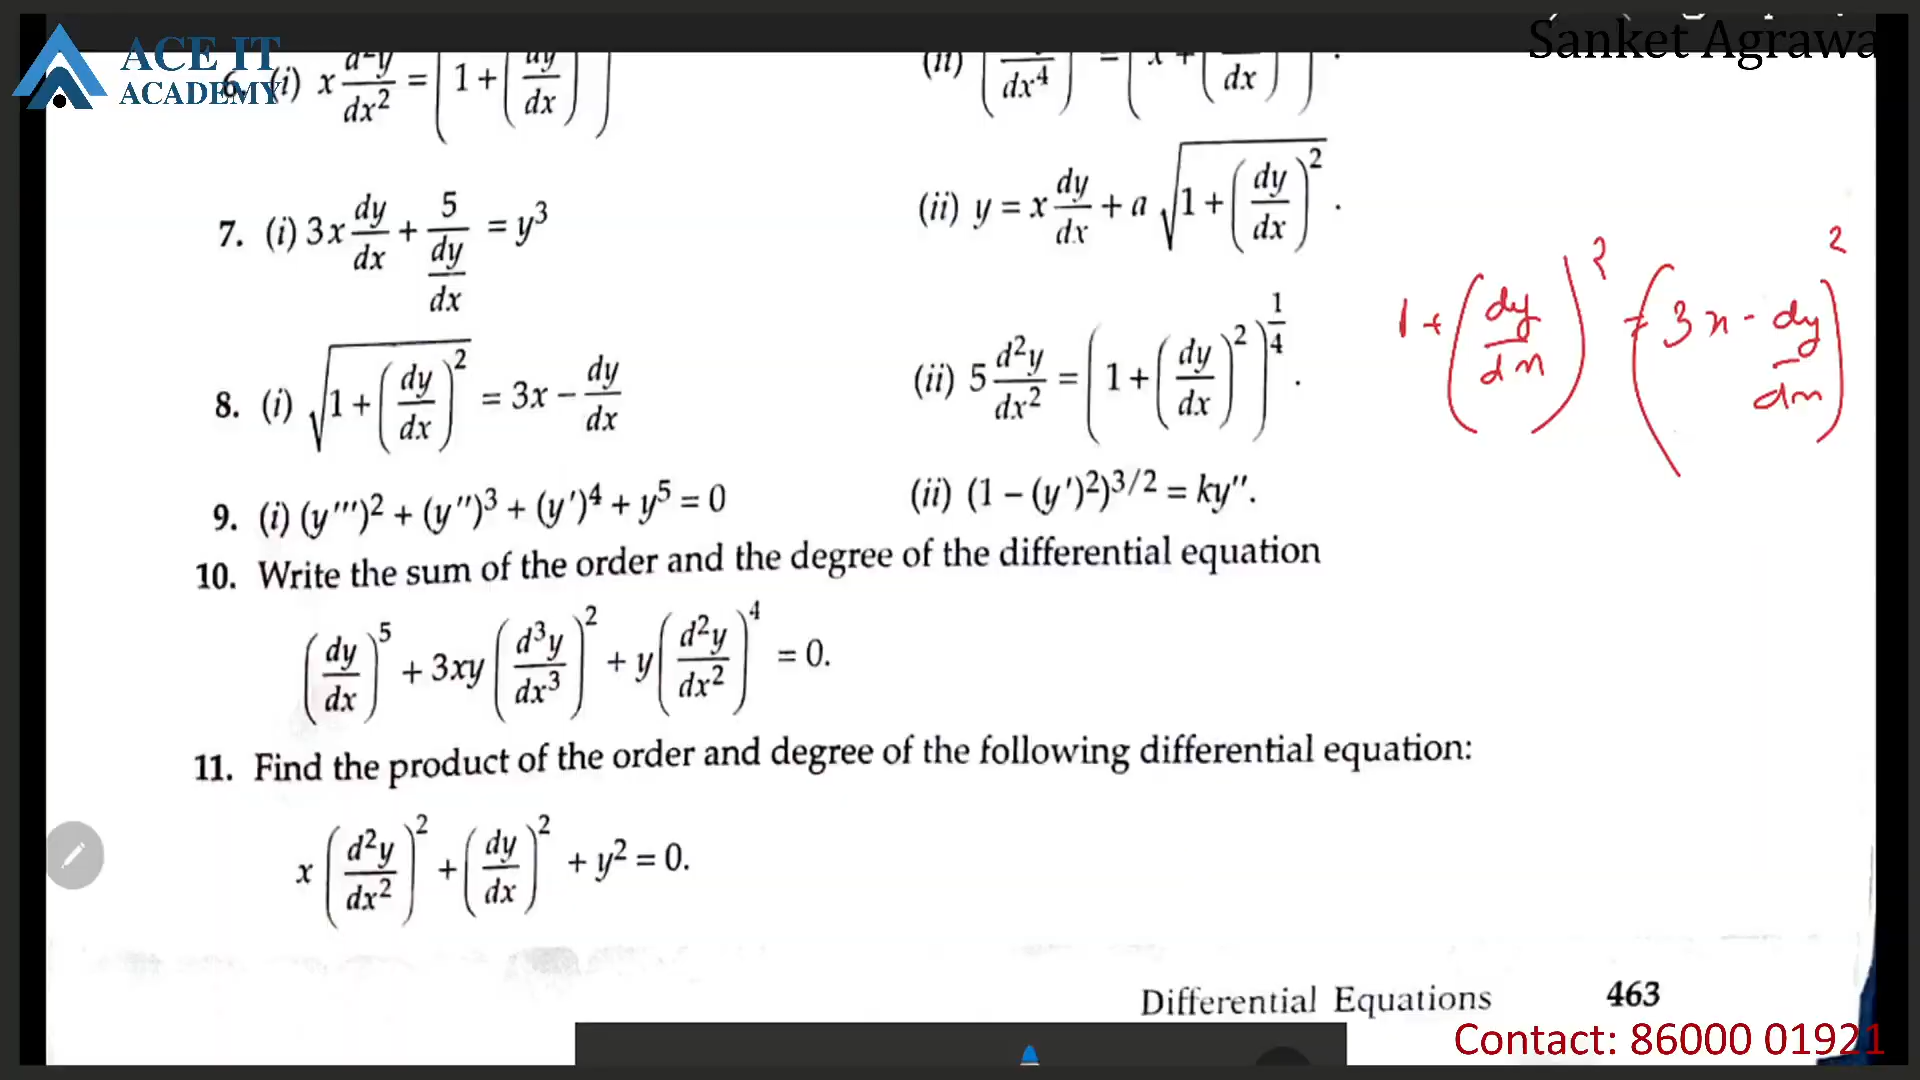 Sanket Agrawa
ACE IT
ACADEMY
6. (i) x d²y/dx² = (1 + (dy/dx))
(ii) (/dx⁴) = (x + (/dx)).
7. (i) 3x dy/dx + 5/(dy/dx) = y³
(ii) y = x dy/dx + a √(1 + (dy/dx)²).
8. (i) √(1 + (dy/dx)²) = 3x − dy/dx
(ii) 5 d²y/dx² = (1 + (dy/dx)²)^(1/4).
1 + (dy/dx)² = (3x - dy/dx)²
9. (i) (y''')² + (y'')³ + (y')⁴ + y⁵ = 0
(ii) (1 − (y')²)^(3/2) = ky''.
10. Write the sum of the order and the degree of the differential equation
(dy/dx)⁵ + 3xy (d³y/dx³)² + y (d²y/dx²)⁴ = 0.
11. Find the product of the order and degree of the following differential equation:
x (d²y/dx²)² + (dy/dx)² + y² = 0.
Differential Equations 463
Contact: 86000 01921